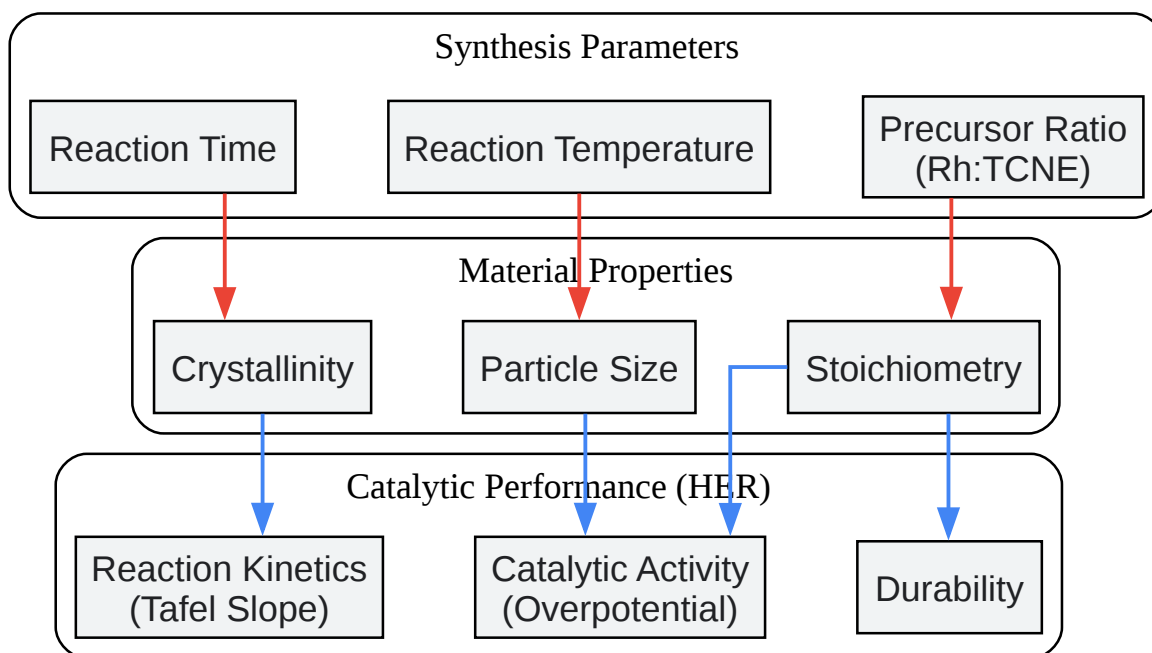 Synthesis Parameters
Reaction Time
Reaction Temperature
Precursor Ratio
(Rh:TCNE)
Material Properties
Crystallinity
Particle Size
Stoichiometry
Catalytic Performance (HER)
Reaction Kinetics
(Tafel Slope)
Catalytic Activity
(Overpotential)
Durability